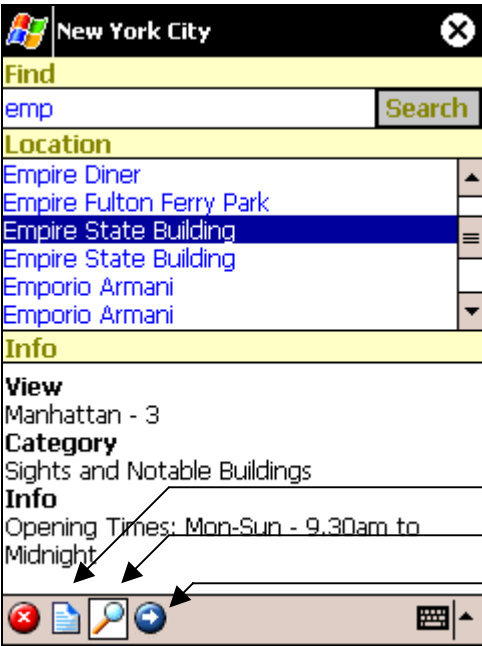 New York City
Find
emp
Search
Location
Empire Diner
Empire Fulton Ferry Park
Empire State Building
Empire State Building
Emporio Armani
Emporio Armani
Info
View
Manhattan - 3
Category
Sights and Notable Buildings
Info
Opening Times: Mon-Sun - 9.30am to
Midnight